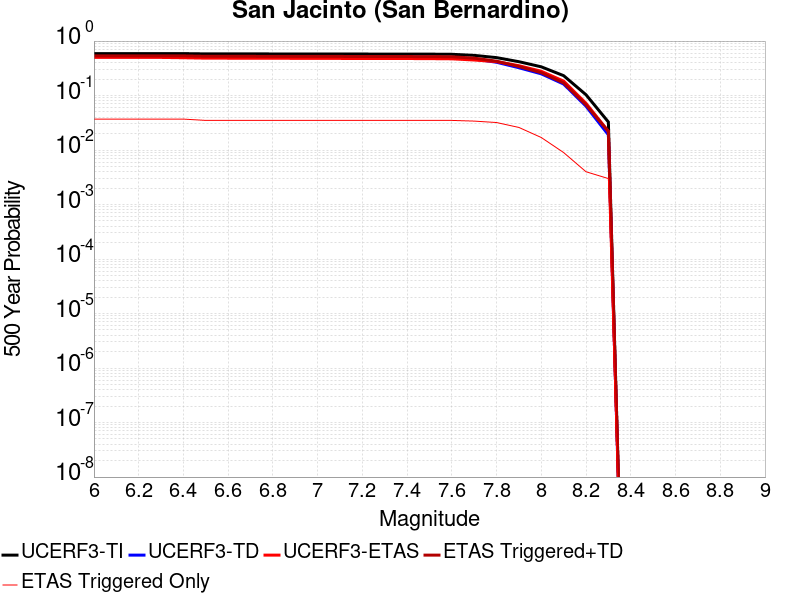 San Jacinto (San Bernardino)
500 Year Probability
10^0
10^-1
10^-2
10^-3
10^-4
10^-5
10^-6
10^-7
10^-8
6 6.2 6.4 6.6 6.8 7 7.2 7.4 7.6 7.8 8 8.2 8.4 8.6 8.8 9
Magnitude
UCERF3-TI UCERF3-TD UCERF3-ETAS ETAS Triggered+TD
ETAS Triggered Only